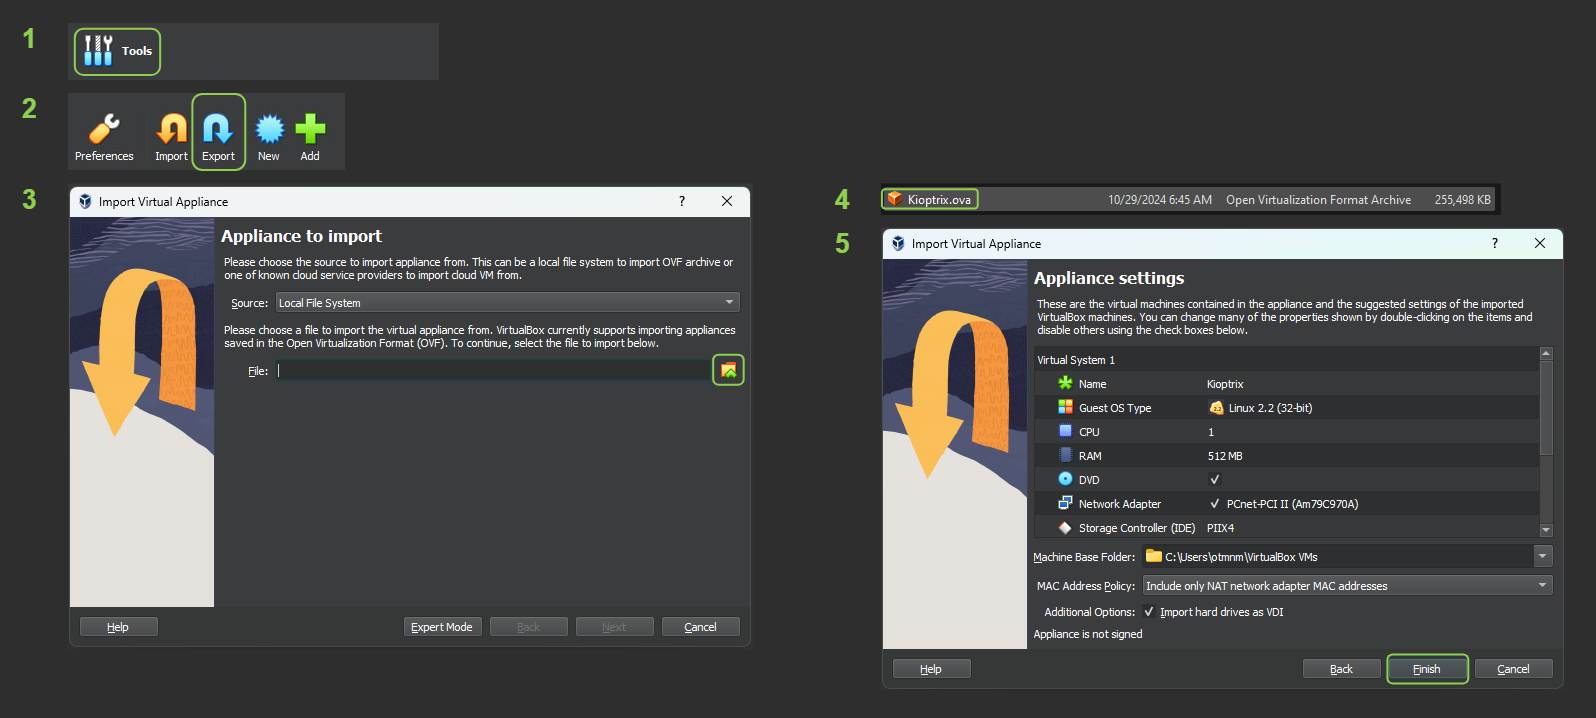 1
Tools
2
Preferences
Import
Export
New
Add
3
Import Virtual Appliance
?
Appliance to import
Please choose the source to import appliance from. This can be a local file system to import OVF archive or
one of known cloud service providers to import cloud VM from.
Source: Local File System
Please choose a file to import the virtual appliance from. VirtualBox currently supports importing appliances
saved in the Open Virtualization Format (OVF). To continue, select the file to import below.
File:
Help
Expert Mode
Back
Next
Cancel
4
Kioptrix.ova 10/29/2024 6:45 AM Open Virtualization Format Archive 255,498 KB
5
Import Virtual Appliance
?
Appliance settings
These are the virtual machines contained in the appliance and the suggested settings of the imported
VirtualBox machines. You can change many of the properties shown by double-clicking on the items and
disable others using the check boxes below.
Virtual System 1
Name Kioptrix
Guest OS Type 2.2 Linux 2.2 (32-bit)
CPU 1
RAM 512 MB
DVD
Network Adapter PCnet-PCI II (Am79C970A)
Storage Controller (IDE) PIIX4
Machine Base Folder: C:\Users\otmnm\VirtualBox VMs
MAC Address Policy: Include only NAT network adapter MAC addresses
Additional Options: Import hard drives as VDI
Appliance is not signed
Help
Back
Finish
Cancel